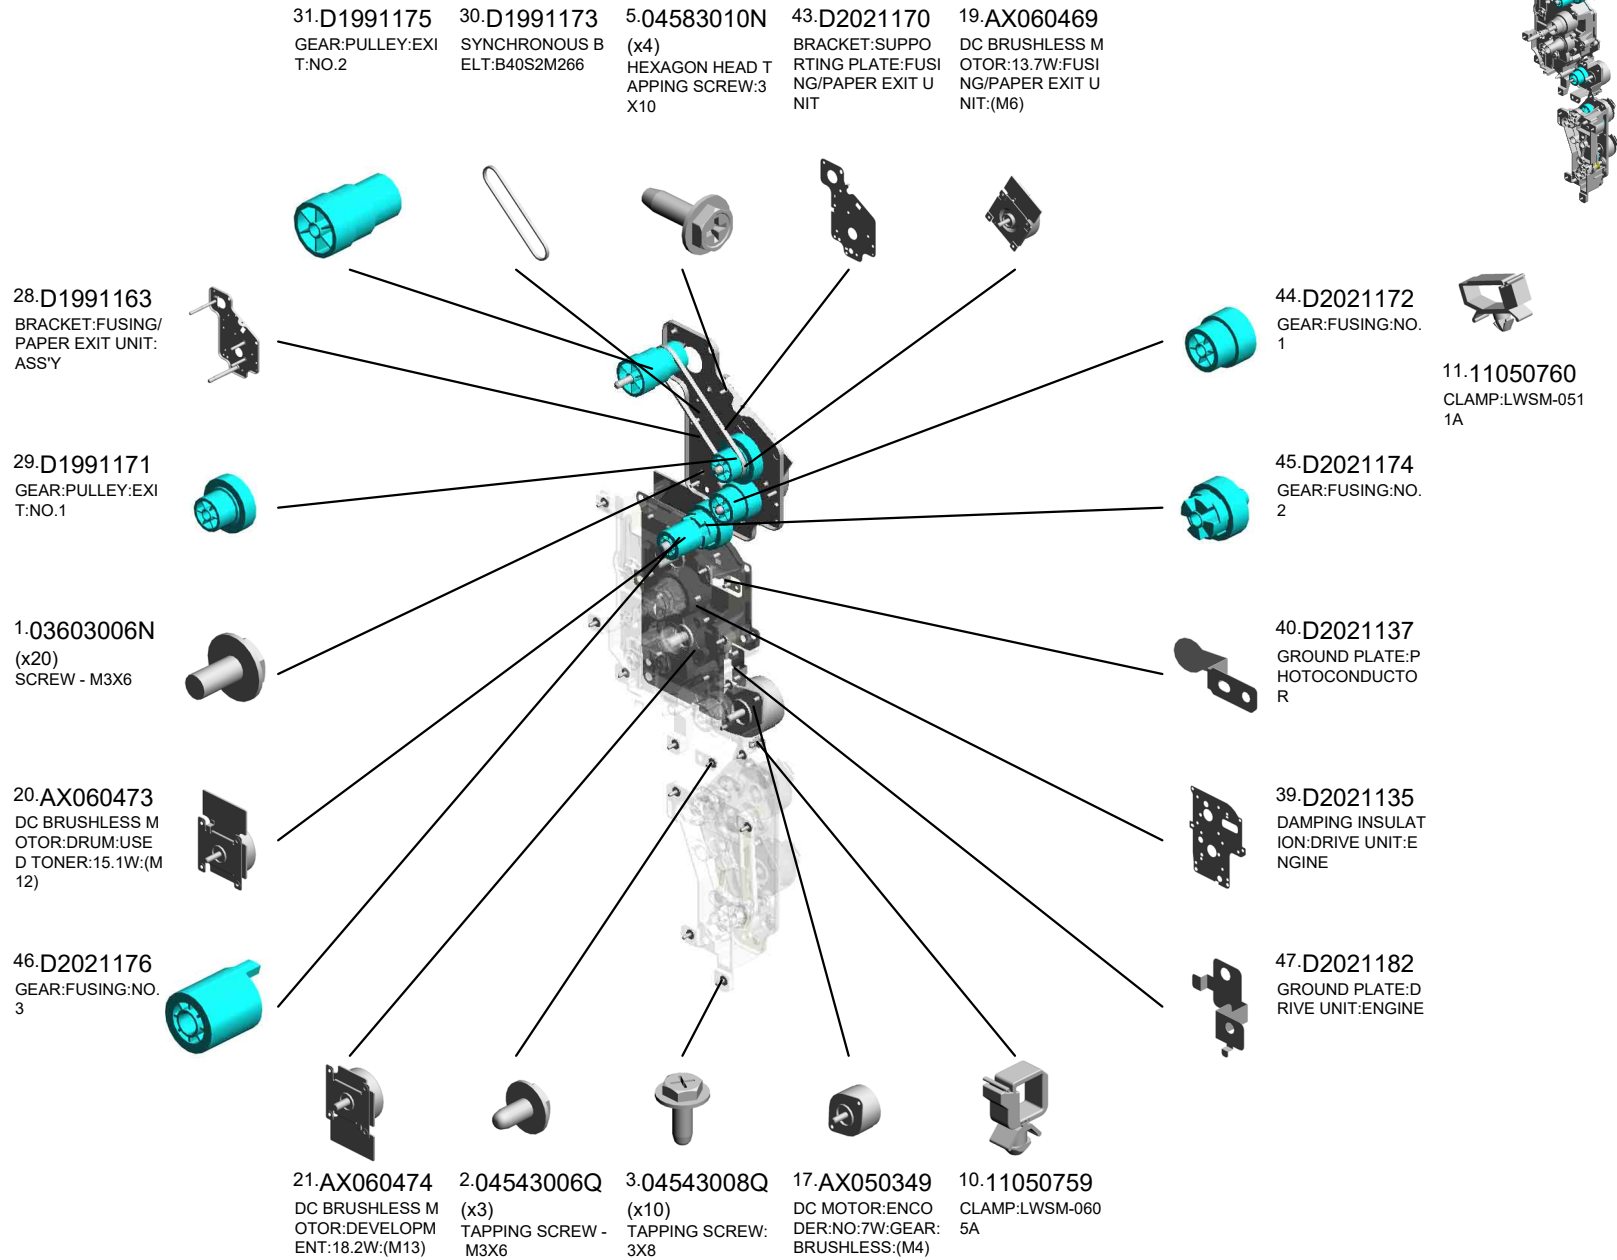 31.D1991175
GEAR:PULLEY:EXI
T:NO.2
30.D1991173
SYNCHRONOUS B
ELT:B40S2M266
5.04583010N
(x4)
HEXAGON HEAD T
APPING SCREW:3
X10
43.D2021170
BRACKET:SUPPO
RTING PLATE:FUSI
NG/PAPER EXIT U
NIT
19.AX060469
DC BRUSHLESS M
OTOR:13.7W:FUSI
NG/PAPER EXIT U
NIT:(M6)
28.D1991163
BRACKET:FUSING/
PAPER EXIT UNIT:
ASS'Y
44.D2021172
GEAR:FUSING:NO.
1
11.11050760
CLAMP:LWSM-051
1A
29.D1991171
GEAR:PULLEY:EXI
T:NO.1
45.D2021174
GEAR:FUSING:NO.
2
1.03603006N
(x20)
SCREW - M3X6
40.D2021137
GROUND PLATE:P
HOTOCONDUCTO
R
20.AX060473
DC BRUSHLESS M
OTOR:DRUM:USE
D TONER:15.1W:(M
12)
39.D2021135
DAMPING INSULAT
ION:DRIVE UNIT:E
NGINE
46.D2021176
GEAR:FUSING:NO.
3
47.D2021182
GROUND PLATE:D
RIVE UNIT:ENGINE
21.AX060474
DC BRUSHLESS M
OTOR:DEVELOPM
ENT:18.2W:(M13)
2.04543006Q
(x3)
TAPPING SCREW -
M3X6
3.04543008Q
(x10)
TAPPING SCREW:
3X8
17.AX050349
DC MOTOR:ENCO
DER:NO:7W:GEAR:
BRUSHLESS:(M4)
10.11050759
CLAMP:LWSM-060
5A